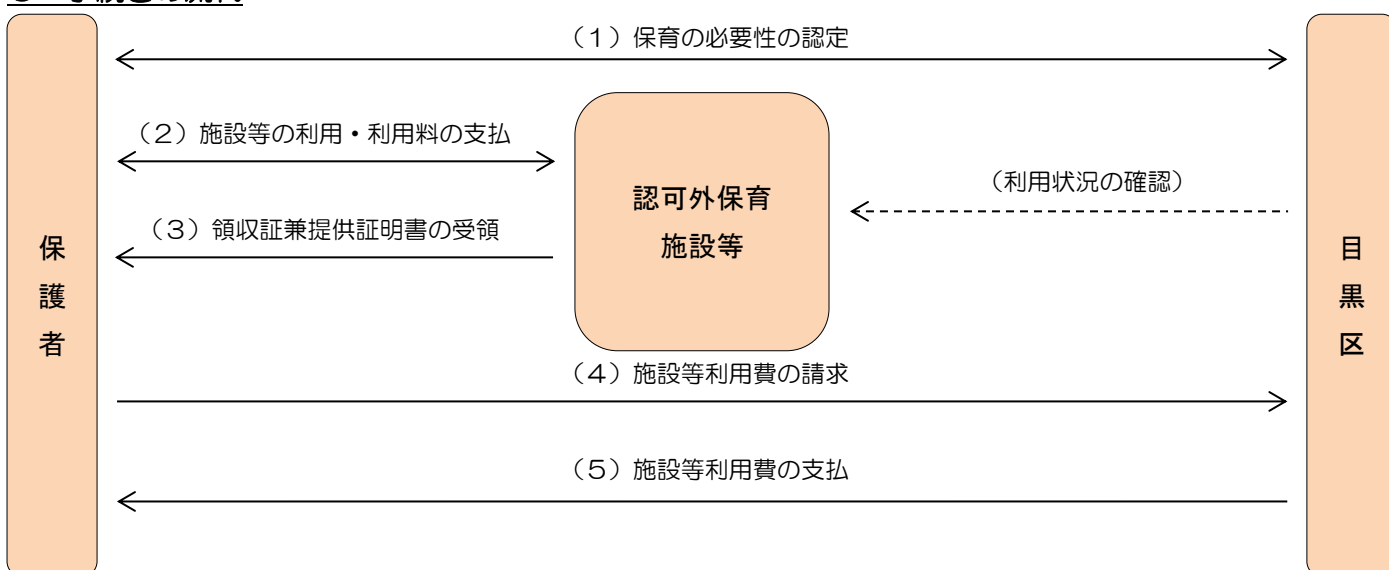 （1）保育の必要性の認定
（2）施設等の利用・利用料の支払
認可外保育
施設等
（利用状況の確認）
（3）領収証兼提供証明書の受領
保
護
者
目
黒
区
（4）施設等利用費の請求
（5）施設等利用費の支払